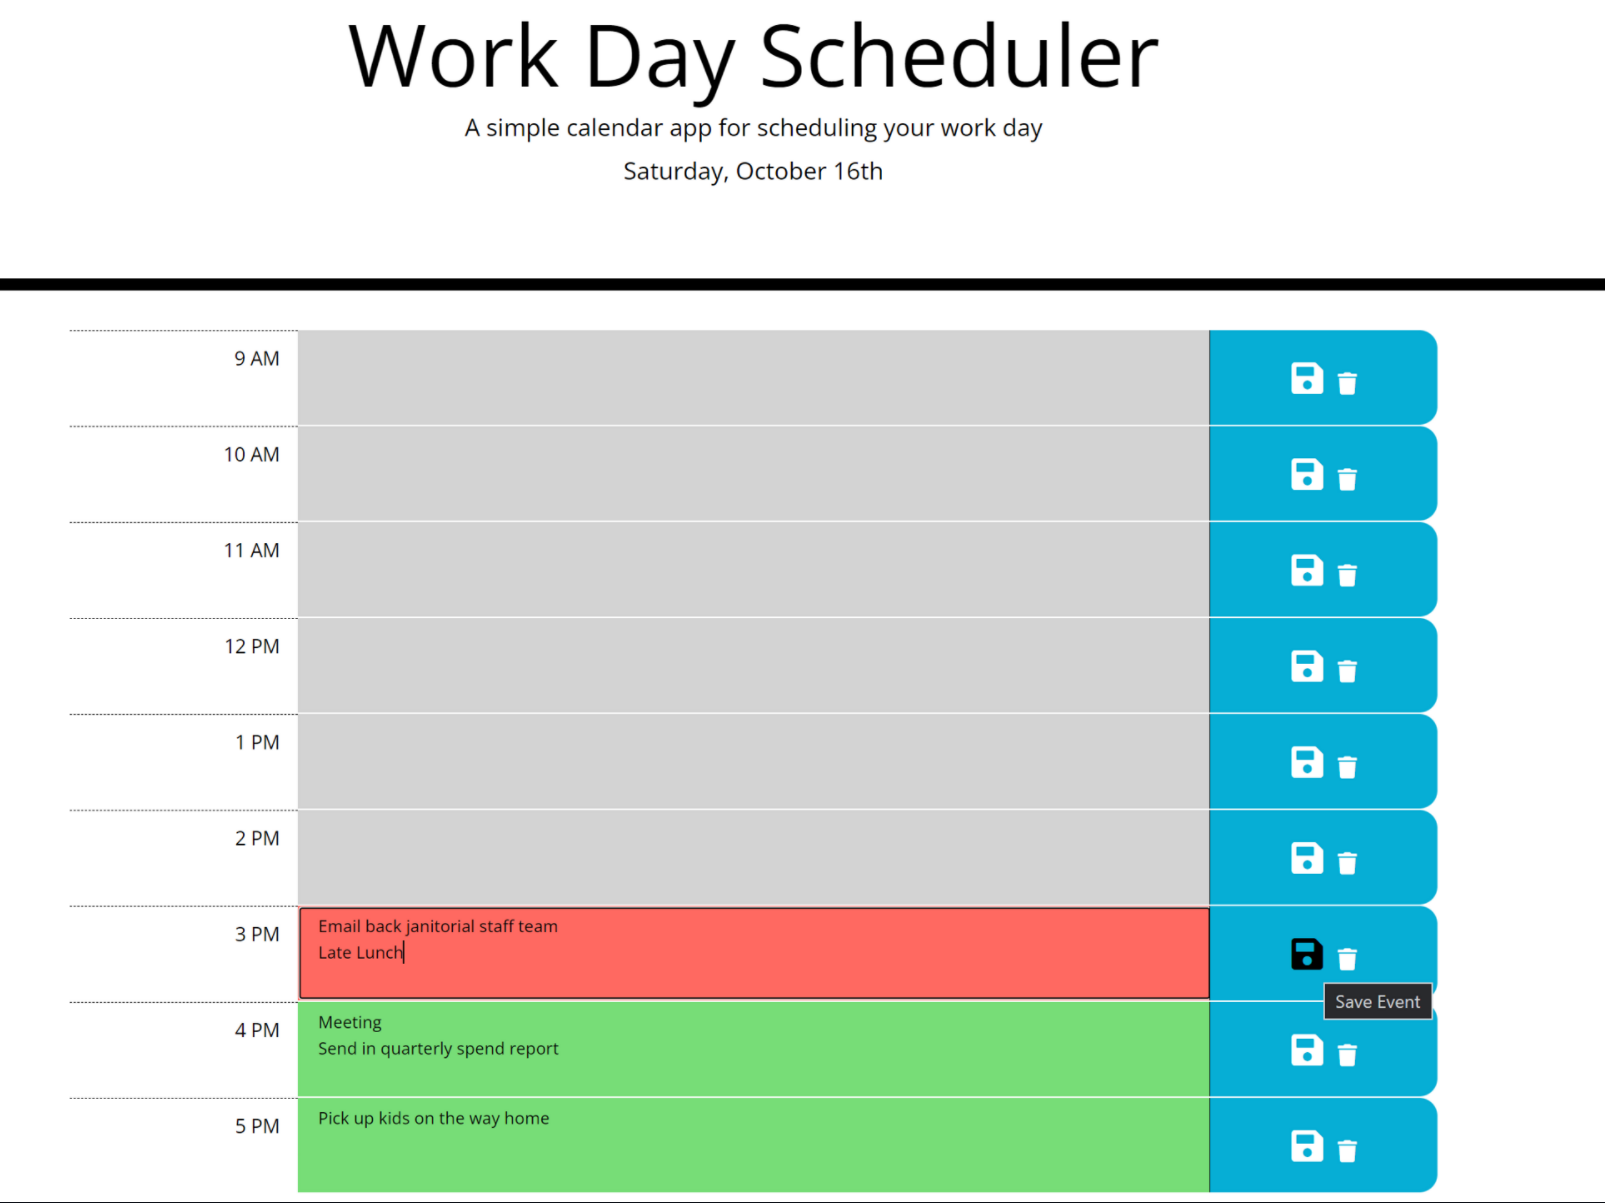 Work Day Scheduler
A simple calendar app for scheduling your work day
Saturday, October 16th
9 AM
10 AM
11 AM
12 PM
1 PM
2 PM
3 PM
Email back janitorial staff team
Late Lunch
Save Event
4 PM
Meeting
Send in quarterly spend report
5 PM
Pick up kids on the way home